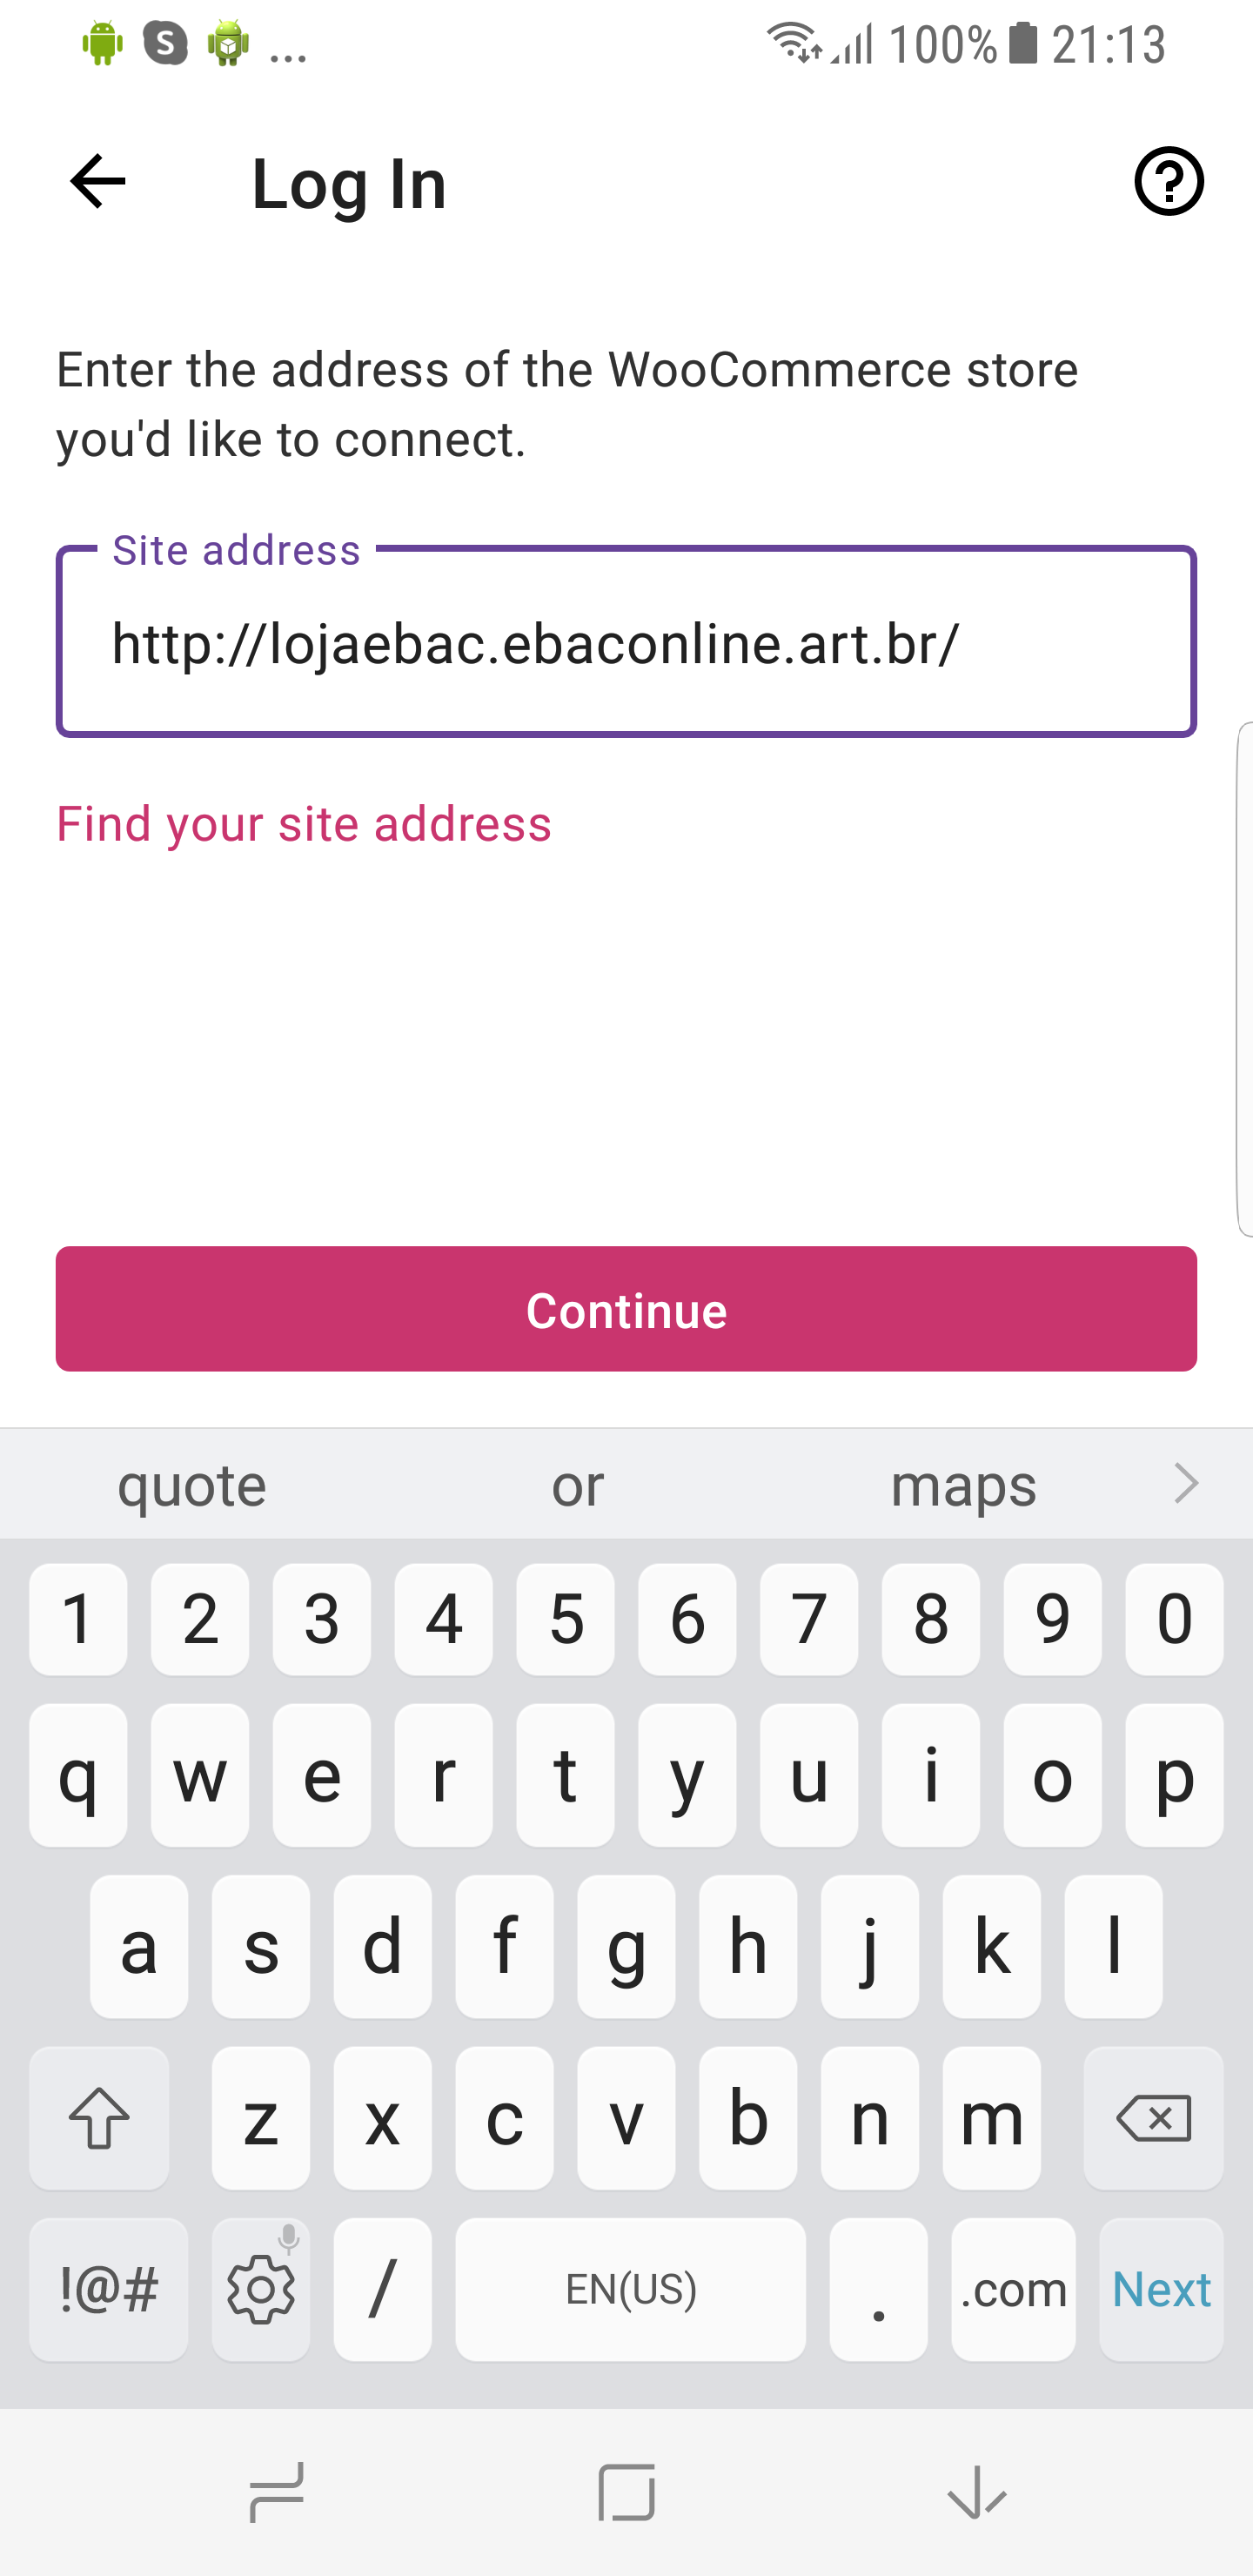 ... 100% 21:13
Log In
Enter the address of the WooCommerce store
you'd like to connect.
Site address
http://lojaebac.ebaconline.art.br/
Find your site address
Continue
quote or maps
1 2 3 4 5 6 7 8 9 0
q w e r t y u i o p
a s d f g h j k l
z x c v b n m
!@# / EN(US) . .com Next